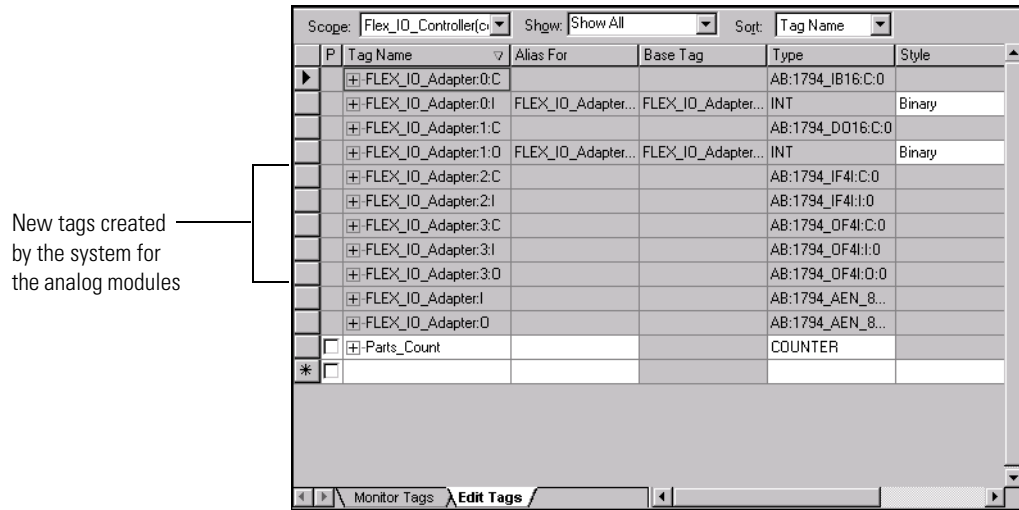 Scope: Flex_IO_Controller(c Show: Show All Sort: Tag Name
P Tag Name Alias For Base Tag Type Style
FLEX_IO_Adapter:0:C AB:1794_IB16:C:0
FLEX_IO_Adapter:0:I FLEX_IO_Adapter... FLEX_IO_Adapter... INT Binary
FLEX_IO_Adapter:1:C AB:1794_DO16:C:0
FLEX_IO_Adapter:1:O FLEX_IO_Adapter... FLEX_IO_Adapter... INT Binary
FLEX_IO_Adapter:2:C AB:1794_IF4I:C:0
FLEX_IO_Adapter:2:I AB:1794_IF4I:I:0
FLEX_IO_Adapter:3:C AB:1794_OF4I:C:0
FLEX_IO_Adapter:3:I AB:1794_OF4I:I:0
FLEX_IO_Adapter:3:O AB:1794_OF4I:O:0
FLEX_IO_Adapter:I AB:1794_AEN_8...
FLEX_IO_Adapter:O AB:1794_AEN_8...
Parts_Count COUNTER
*
Monitor Tags Edit Tags
New tags created
by the system for
the analog modules